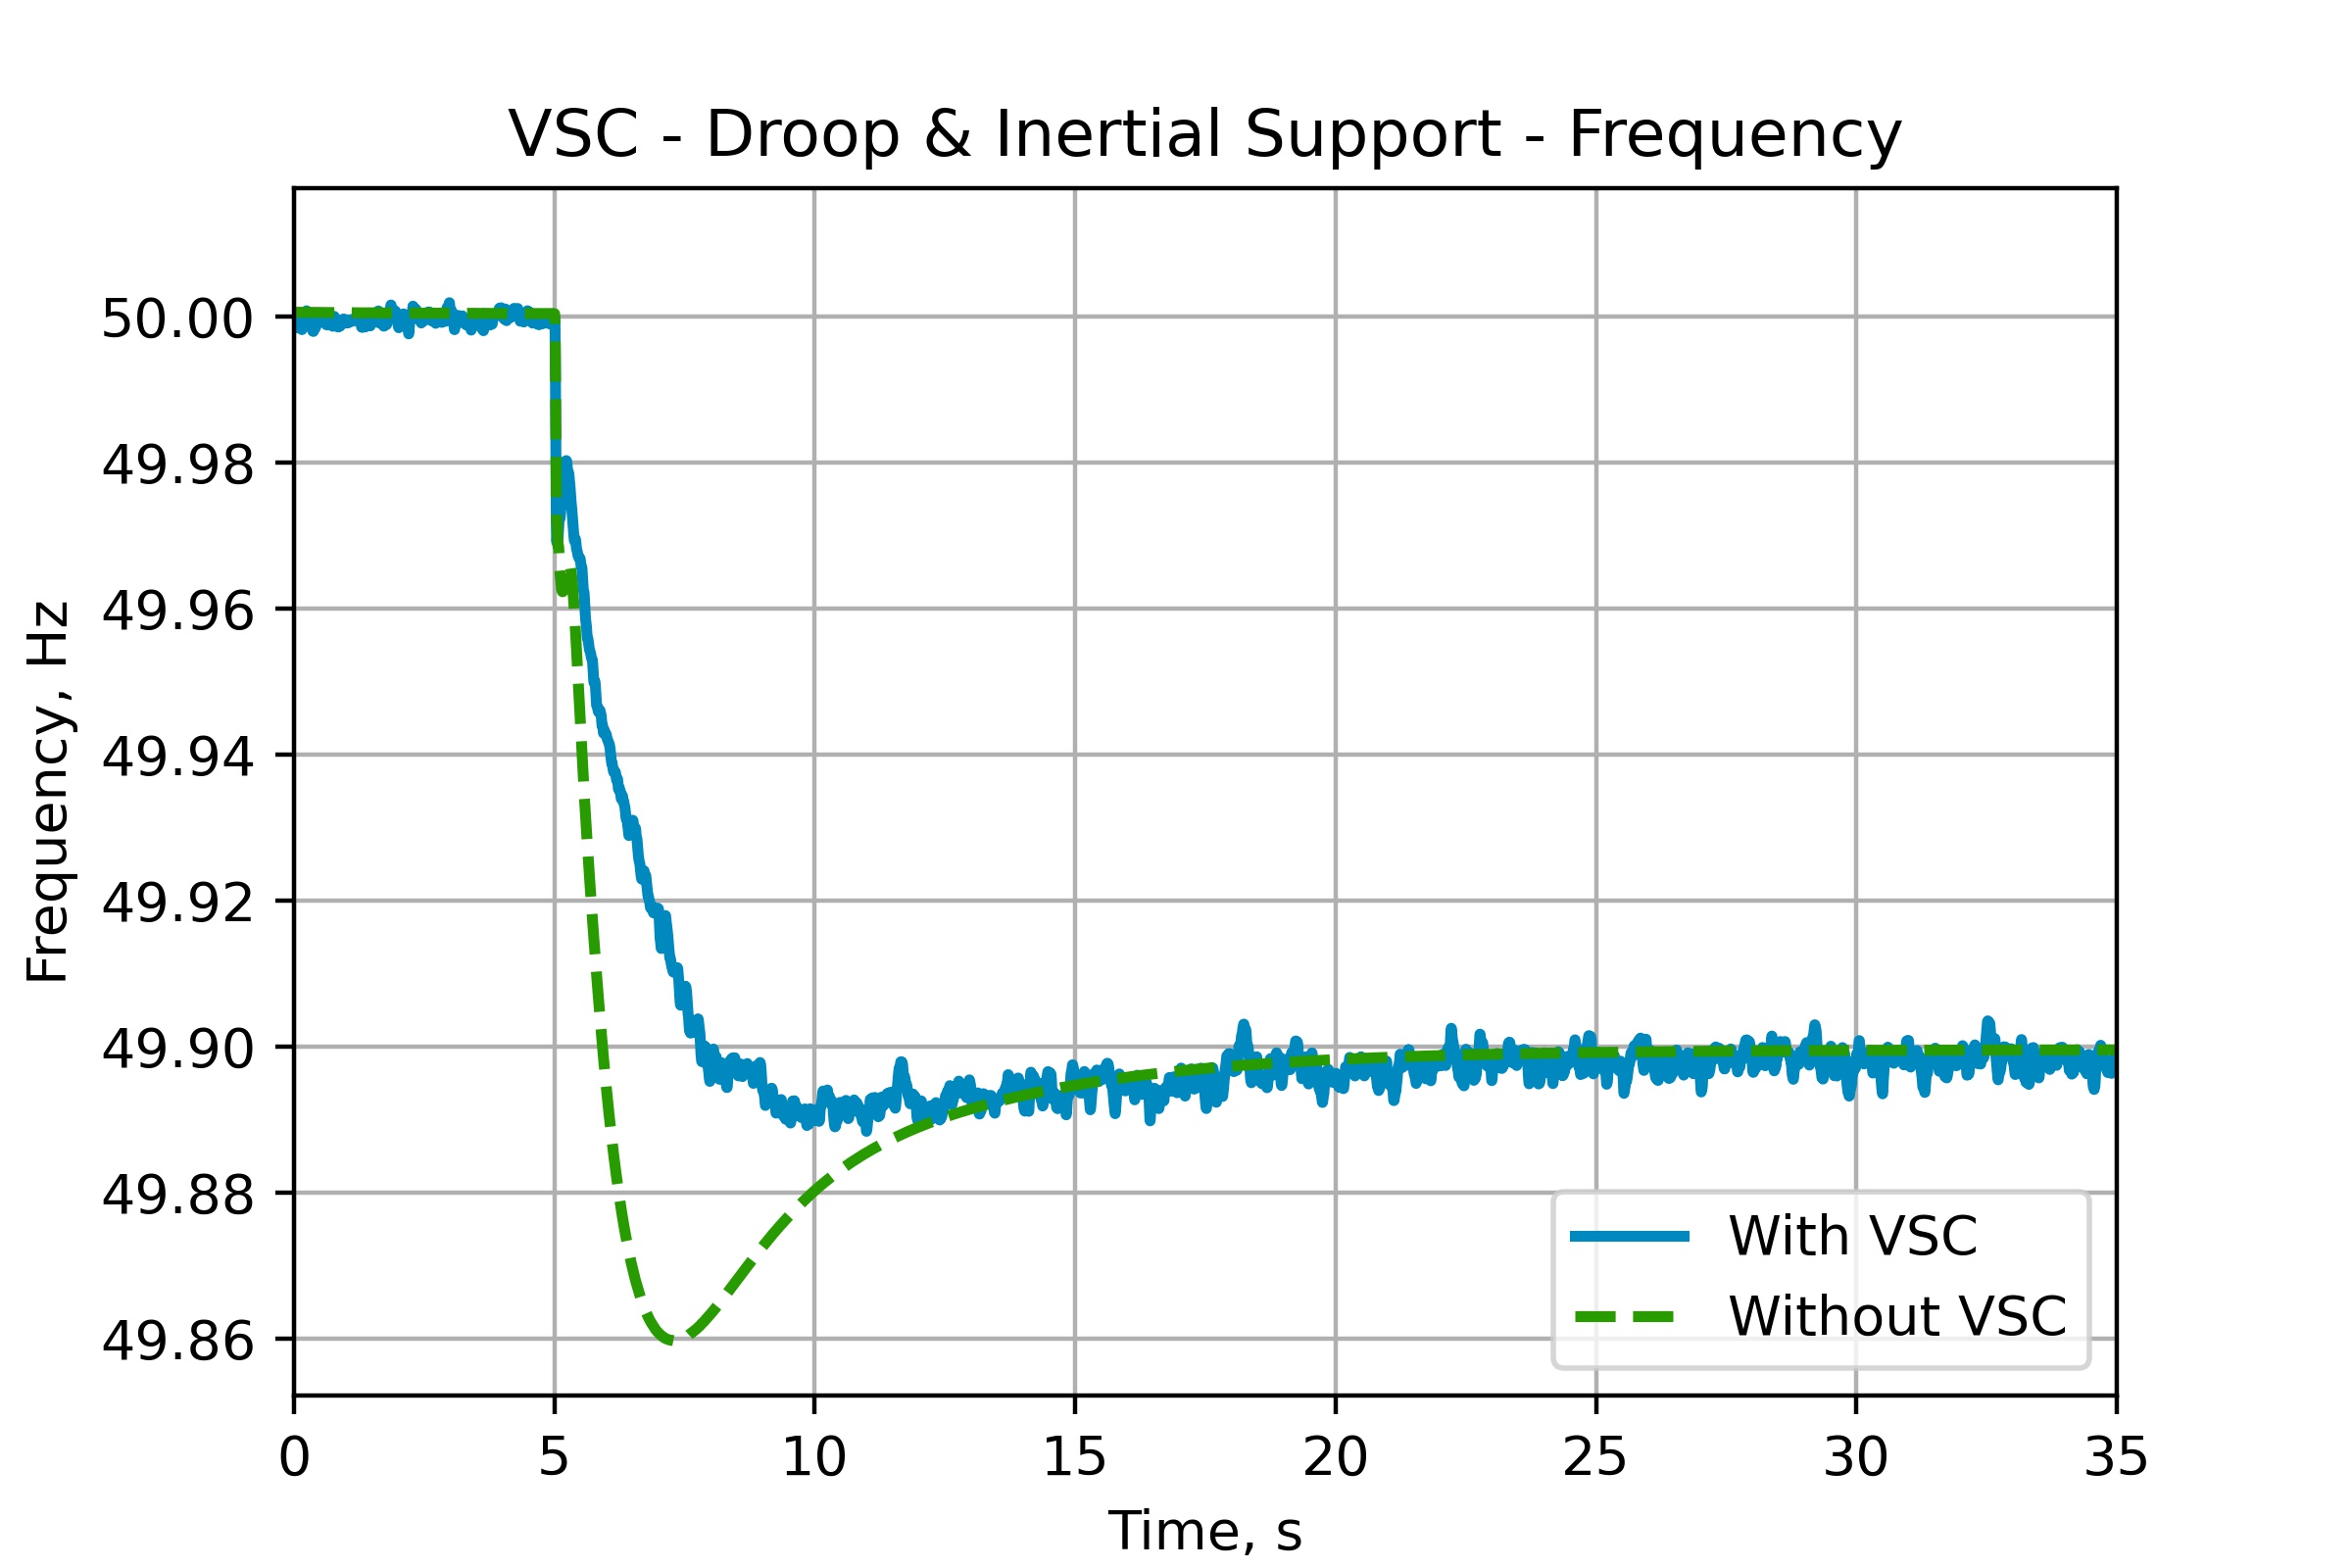 VSC - Droop & Inertial Support - Frequency
Frequency, Hz
50.00
49.98
49.96
49.94
49.92
49.90
49.88
49.86
With VSC
Without VSC
0 5 10 15 20 25 30 35
Time, s